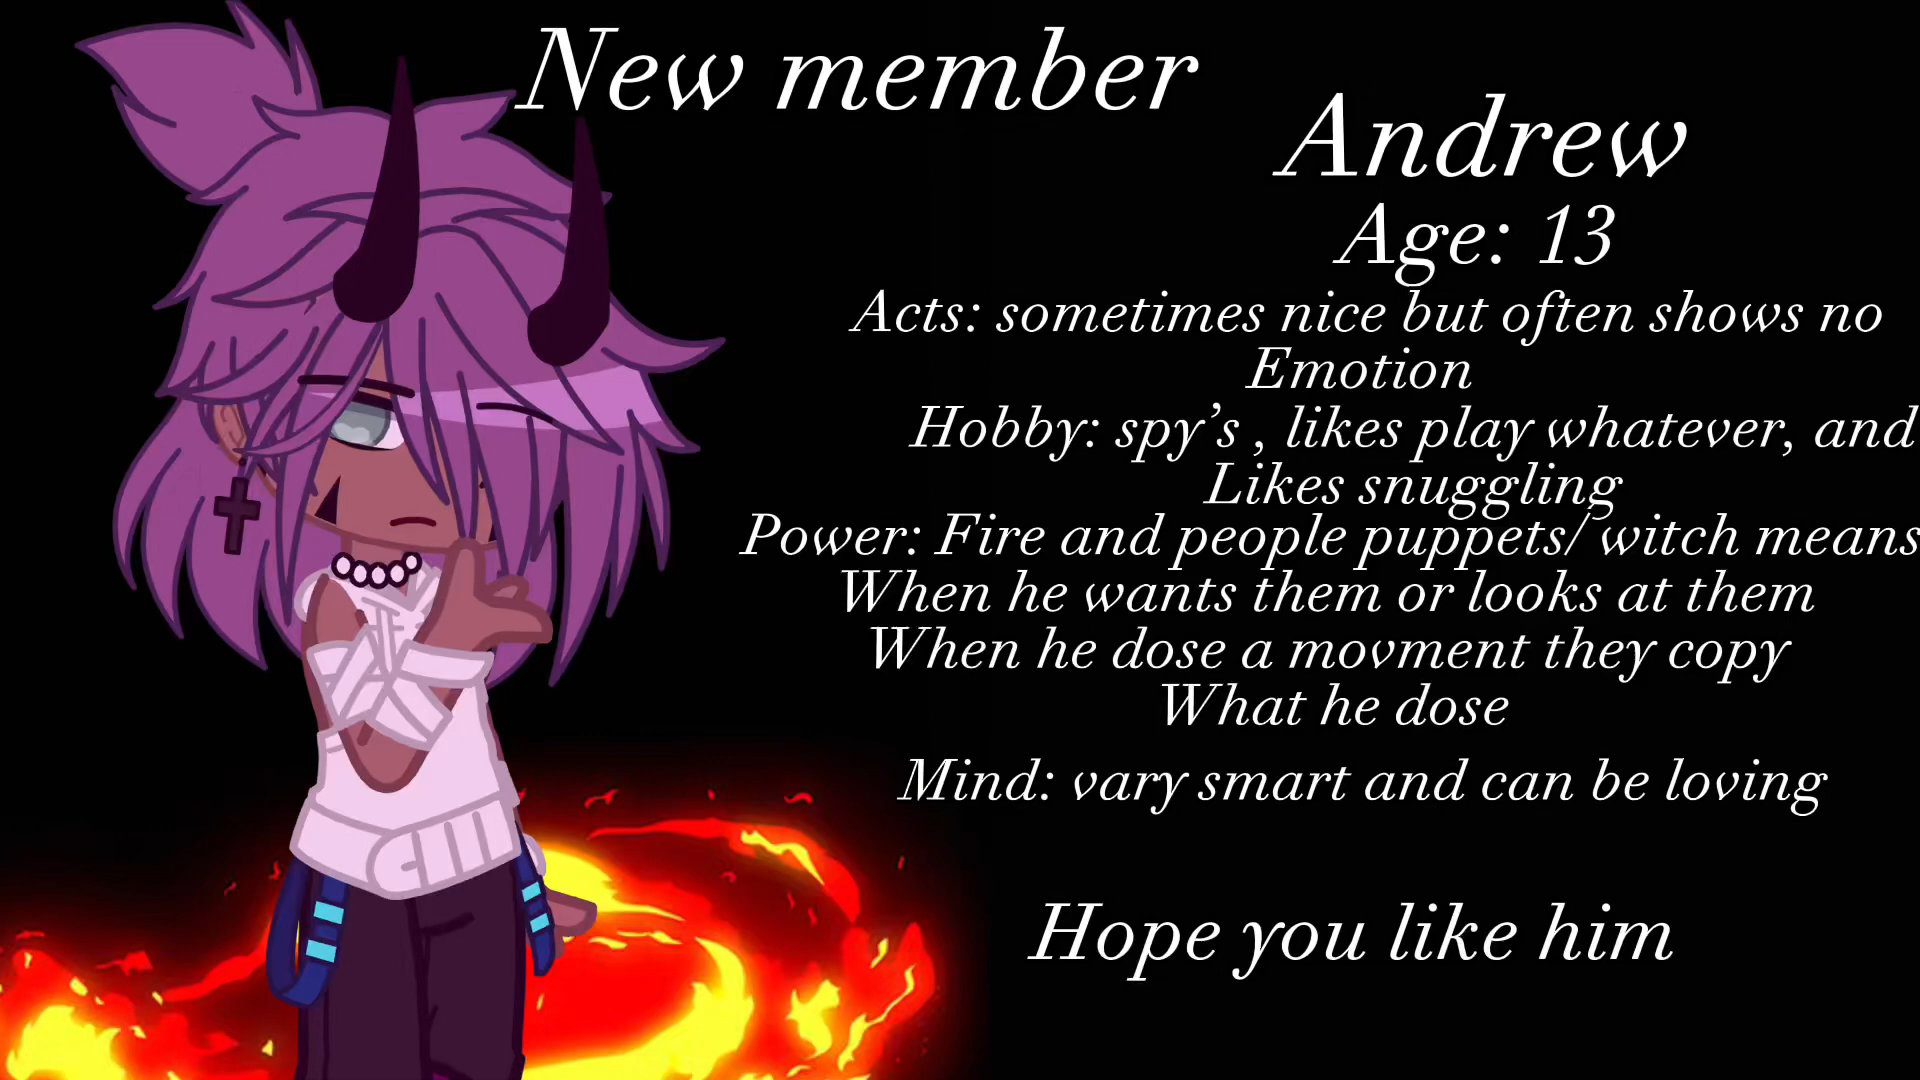 New member
Andrew
Age: 13
Acts: sometimes nice but often shows no
Emotion
Hobby: spy’s , likes play whatever, and
Likes snuggling
Power: Fire and people puppets/ witch means
When he wants them or looks at them
When he dose a movment they copy
What he dose
Mind: vary smart and can be loving
Hope you like him